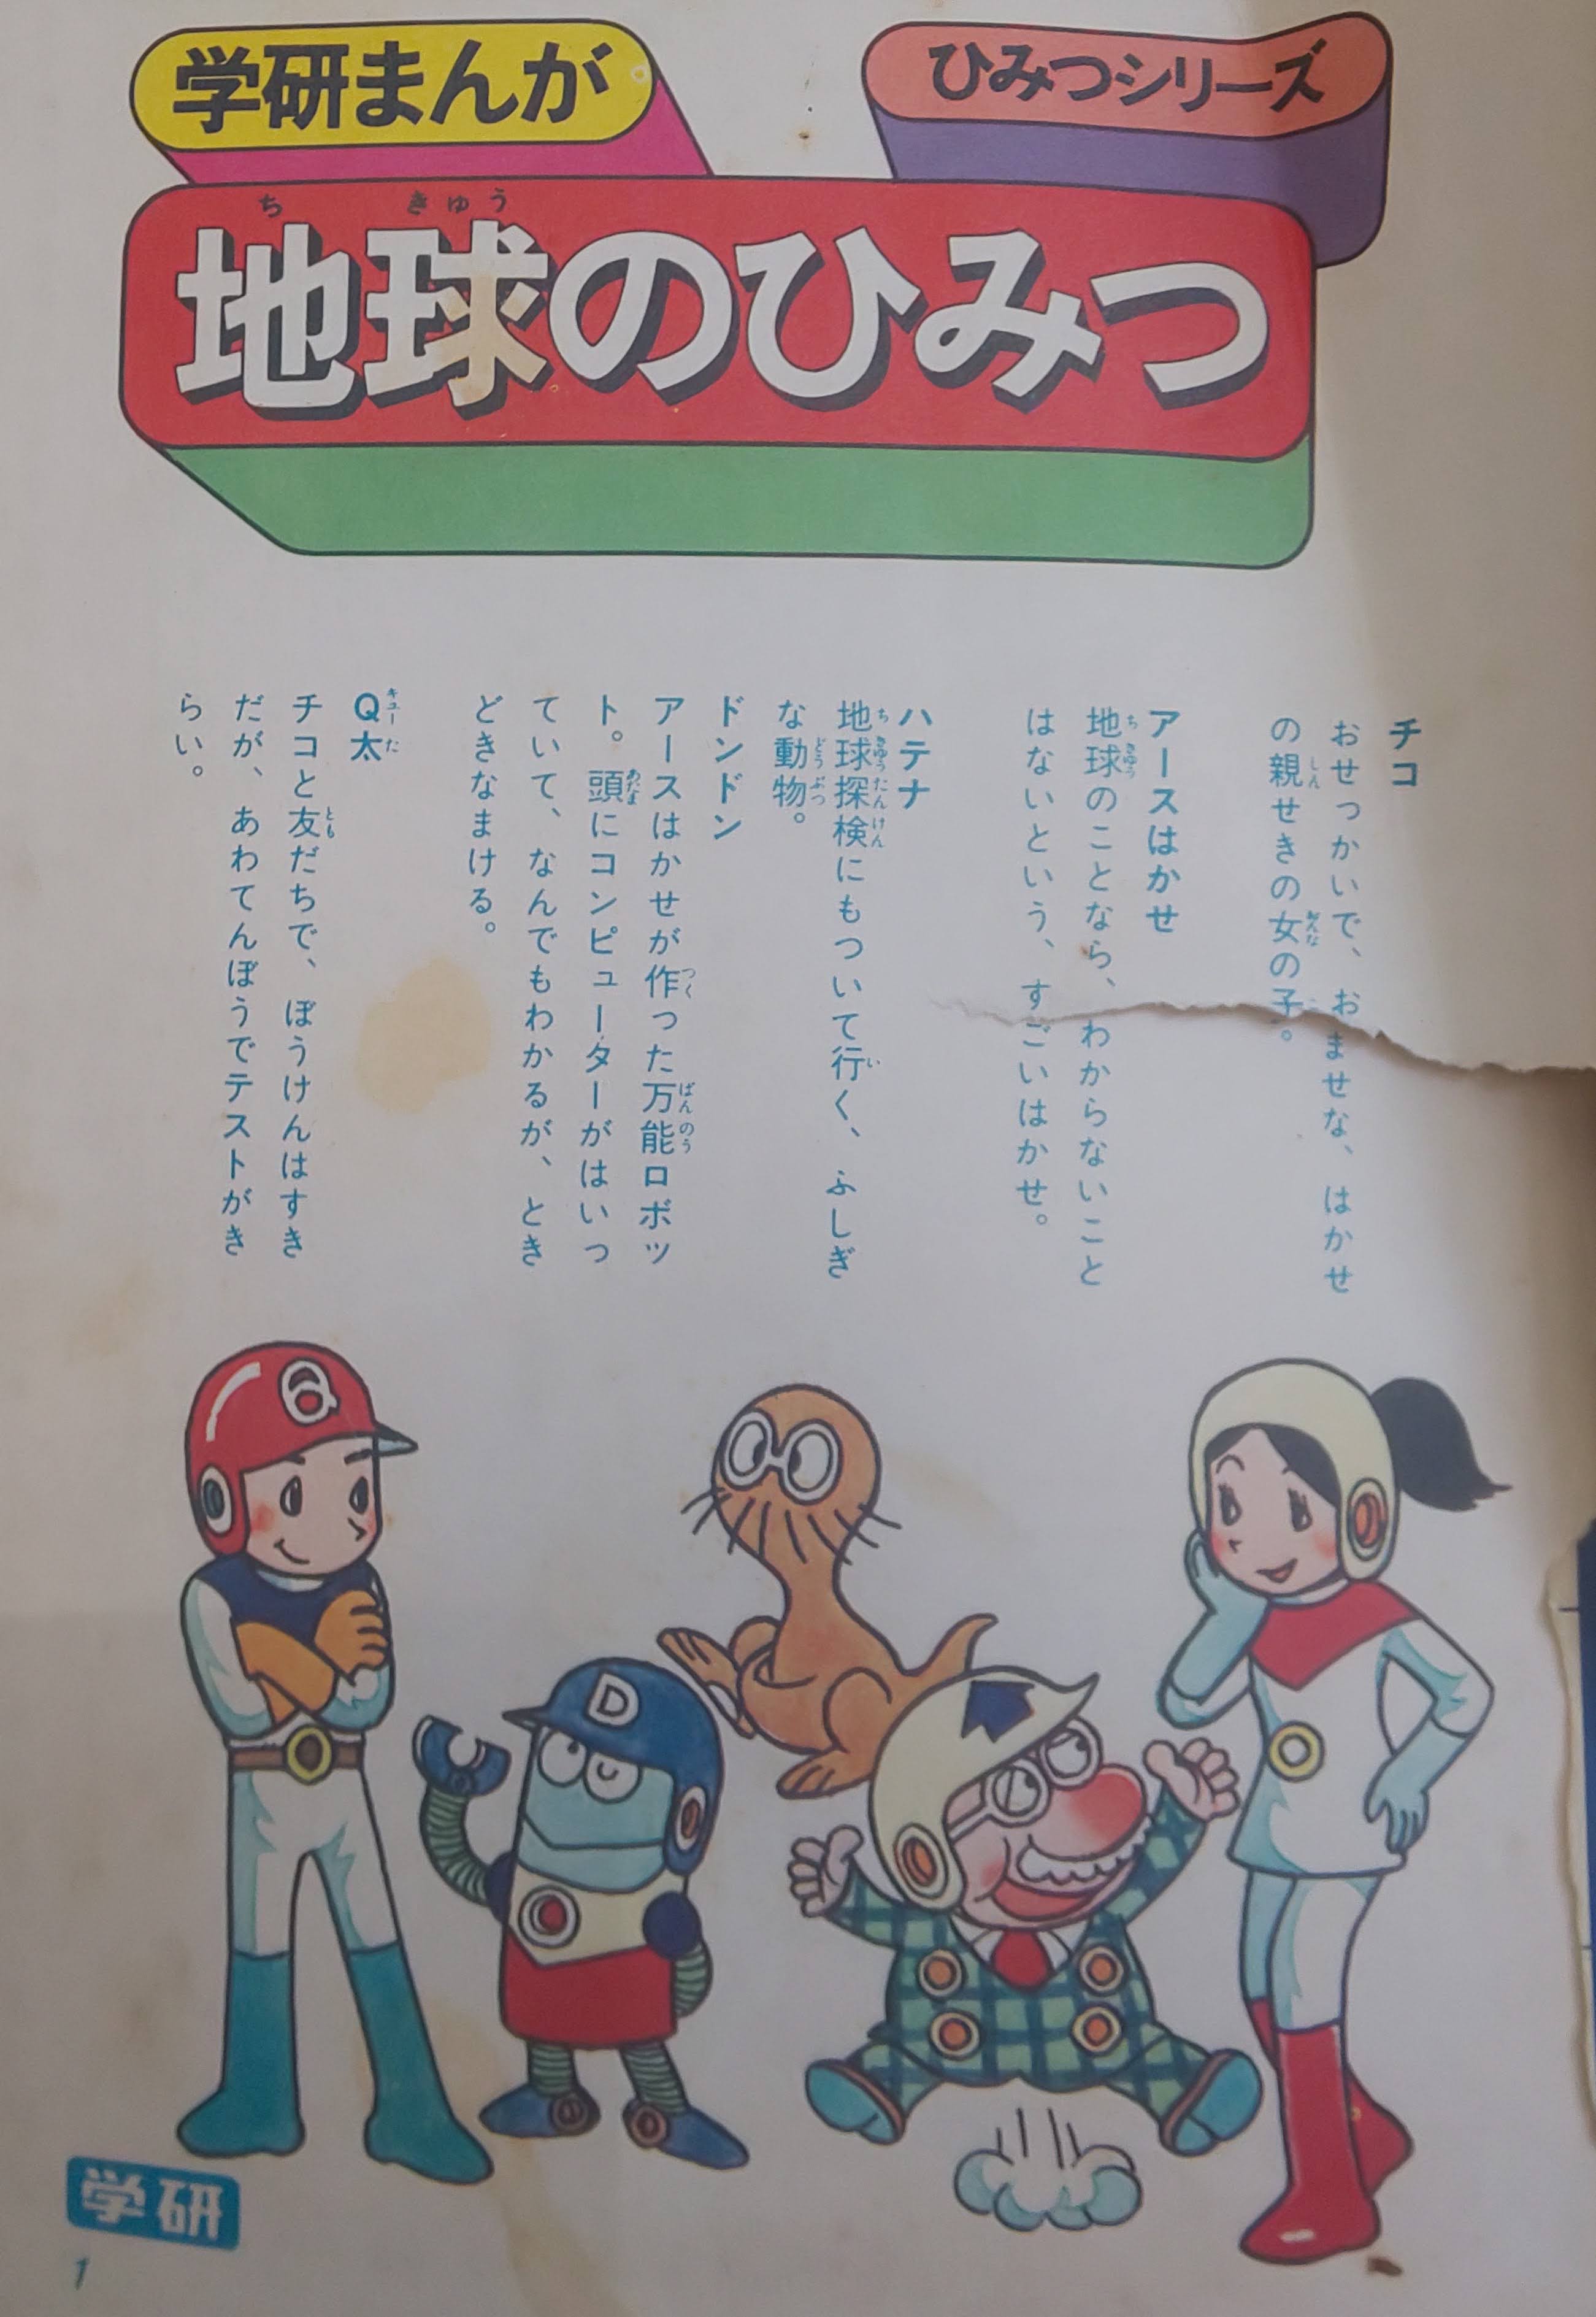 学研まんが
ひみつシリーズ
地球のひみつ
チコ
おせっかいで、おませな、はかせ
の親せきの女の子。
アースはかせ
地球のことなら、わからないこと
はないという、すごいはかせ。
ハテナ
地球探検にもついて行く、ふしぎ
な動物。
ドンドン
アースはかせが作った万能ロボッ
ト。頭にコンピューターがはいっ
ていて、なんでもわかるが、とき
どきなまける。
Q太
チコと友だちで、ぼうけんはすき
だが、あわてんぼうでテストがき
らい。
Q
D
学研
1